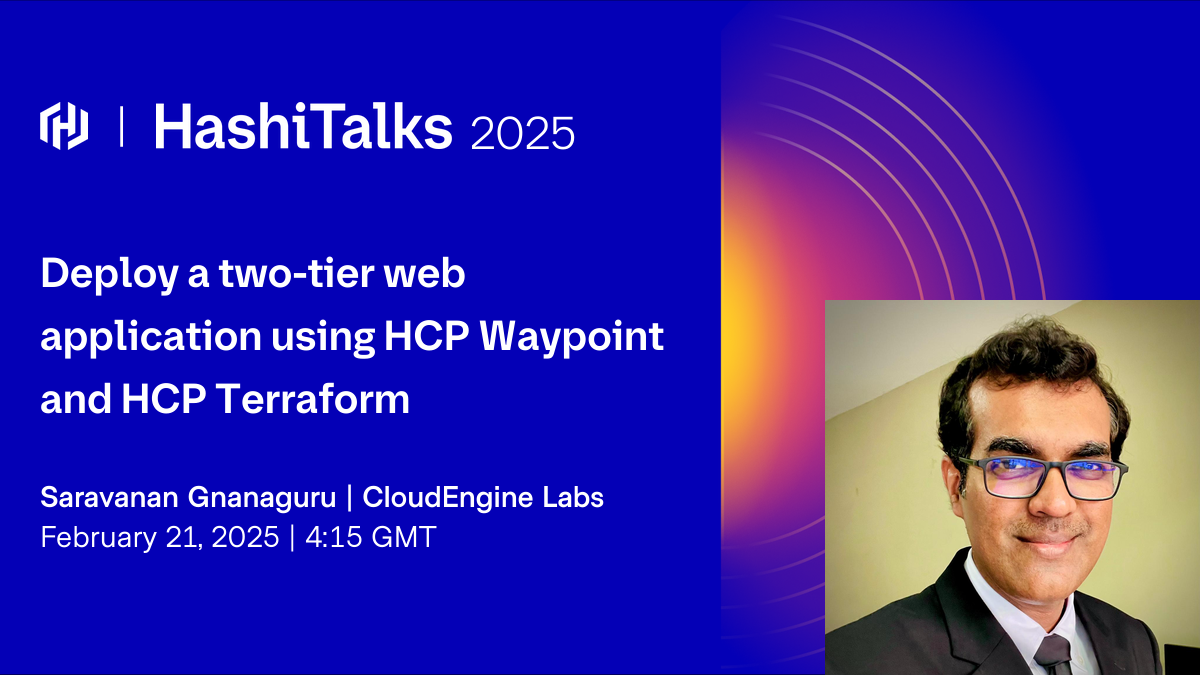 HashiTalks 2025
Deploy a two-tier web
application using HCP Waypoint
and HCP Terraform
Saravanan Gnanaguru | CloudEngine Labs
February 21, 2025 | 4:15 GMT